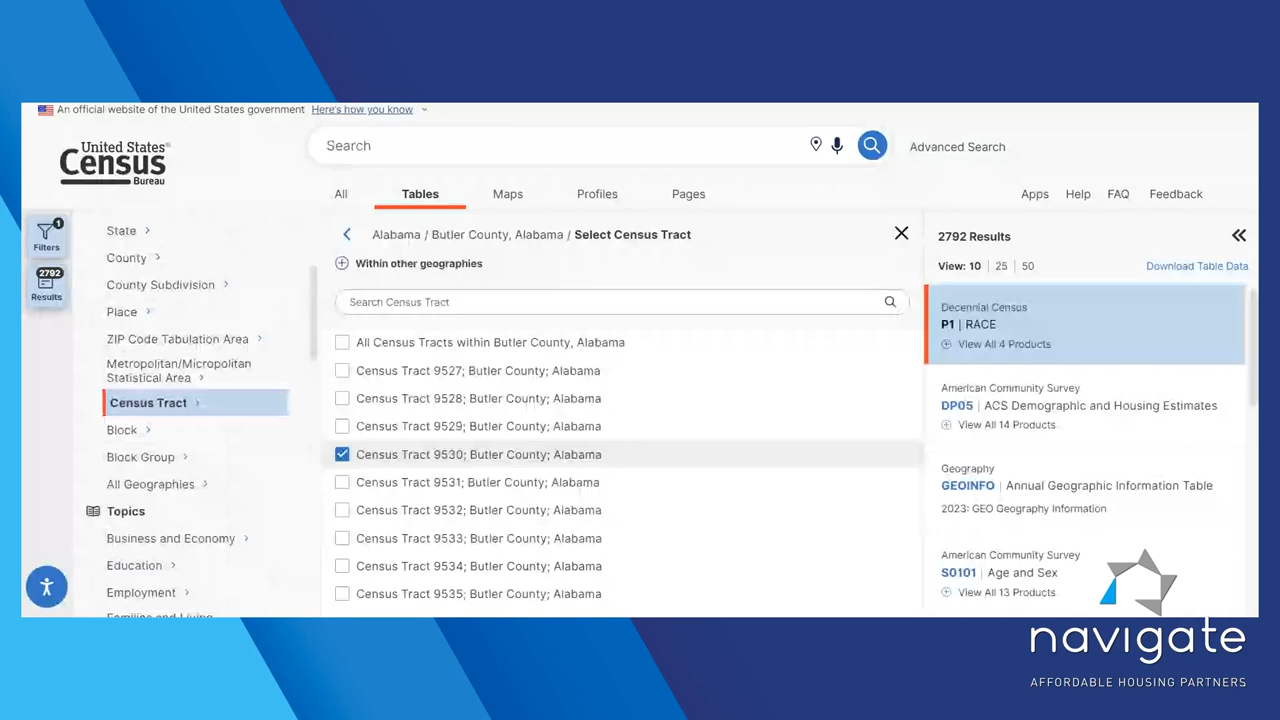 An official website of the United States government Here's how you know
United States®
Census
Bureau
Search
Advanced Search
All Tables Maps Profiles Pages
Apps Help FAQ Feedback
1
Filters
2792
Results
State
County
County Subdivision
Place
ZIP Code Tabulation Area
Metropolitan/Micropolitan
Statistical Area
Census Tract
Block
Block Group
All Geographies
Topics
Business and Economy
Education
Employment
Families and Living
Alabama / Butler County, Alabama / Select Census Tract
Within other geographies
Search Census Tract
All Census Tracts within Butler County, Alabama
Census Tract 9527; Butler County; Alabama
Census Tract 9528; Butler County; Alabama
Census Tract 9529; Butler County; Alabama
Census Tract 9530; Butler County; Alabama
Census Tract 9531; Butler County; Alabama
Census Tract 9532; Butler County; Alabama
Census Tract 9533; Butler County; Alabama
Census Tract 9534; Butler County; Alabama
Census Tract 9535; Butler County; Alabama
2792 Results
View: 10 | 25 | 50 Download Table Data
Decennial Census
P1 | RACE
View All 4 Products
American Community Survey
DP05 | ACS Demographic and Housing Estimates
View All 14 Products
Geography
GEOINFO | Annual Geographic Information Table
2023: GEO Geography Information
American Community Survey
S0101 | Age and Sex
View All 13 Products
navigate
AFFORDABLE HOUSING PARTNERS